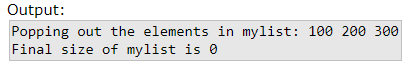 Output:
Popping out the elements in mylist: 100 200 300
Final size of mylist is 0